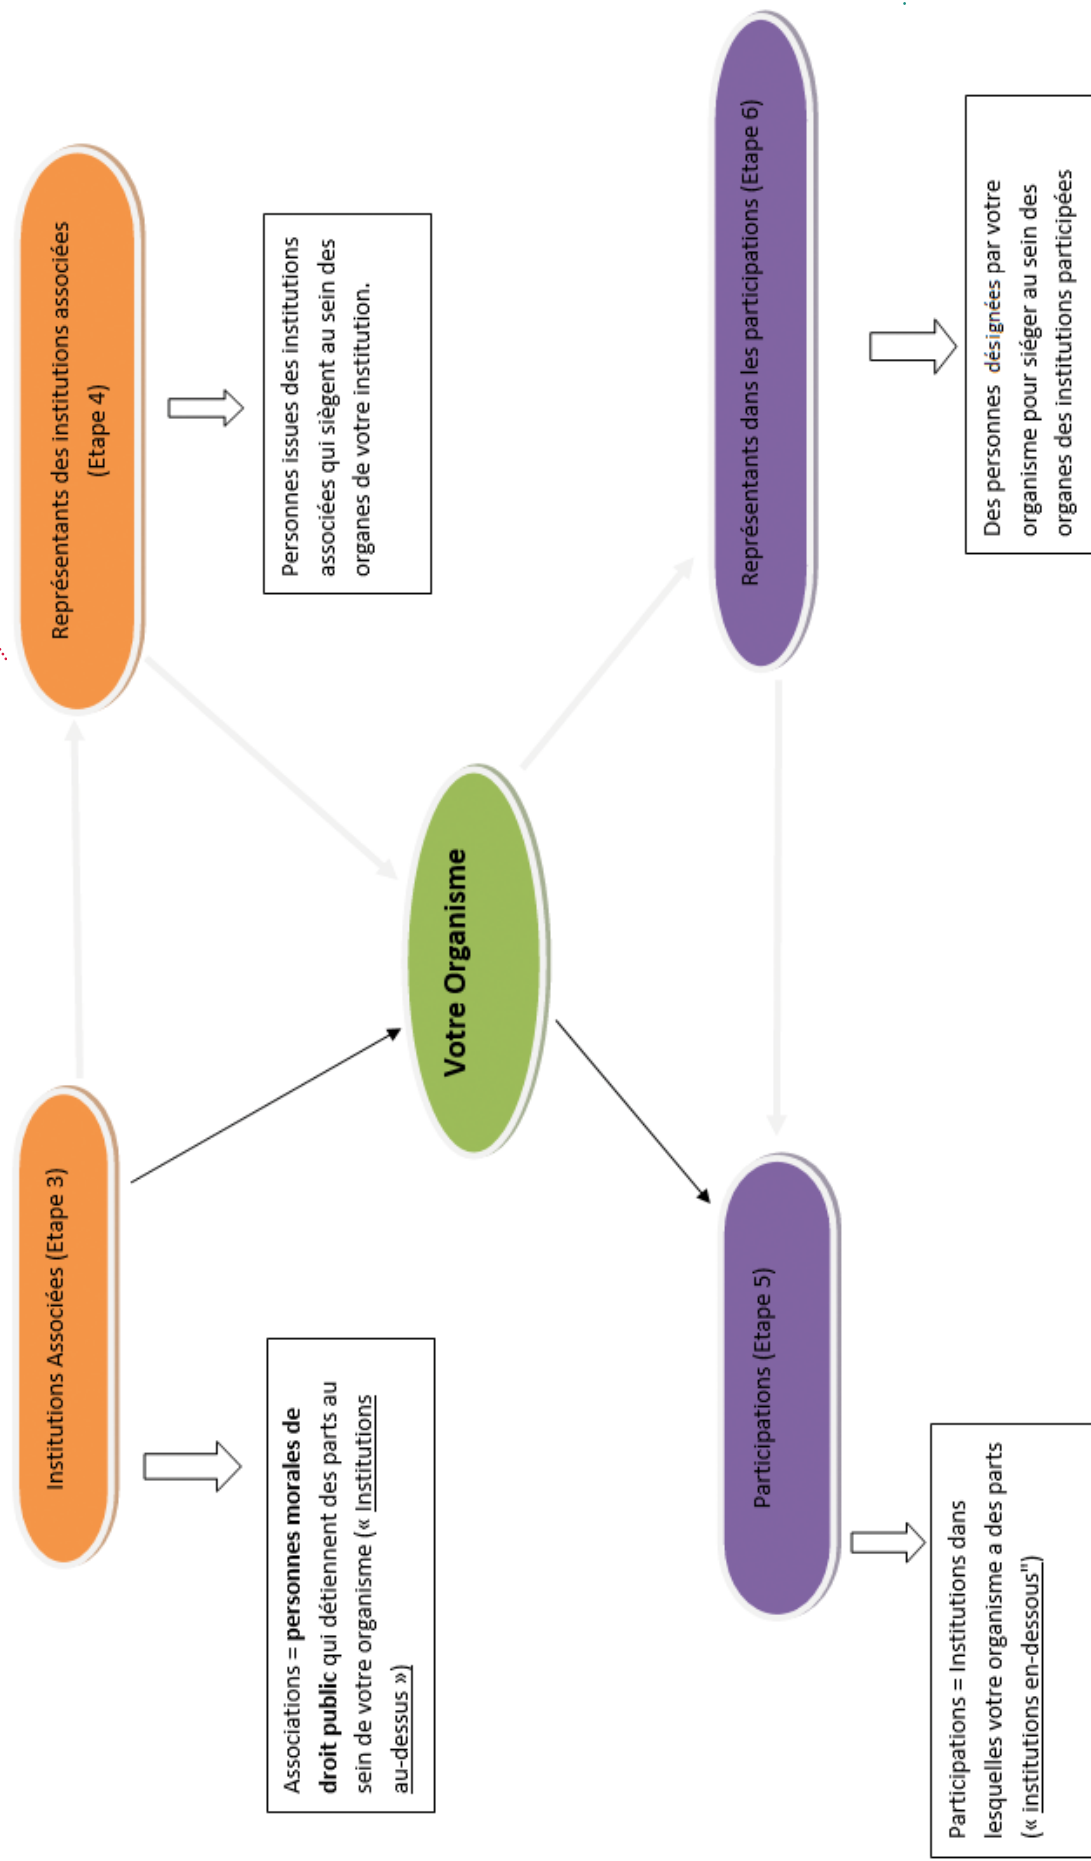 Institutions Associées (Etape 3)
Représentants des institutions associées
(Etape 4)
Associations = personnes morales de
droit public qui détiennent des parts au
sein de votre organisme (« Institutions
au-dessus »)
Personnes issues des institutions
associées qui siègent au sein des
organes de votre institution.
Votre Organisme
Participations (Etape 5)
Représentants dans les participations (Etape 6)
Participations = Institutions dans
lesquelles votre organisme a des parts
(« institutions en-dessous")
Des personnes désignées par votre
organisme pour siéger au sein des
organes des institutions participées